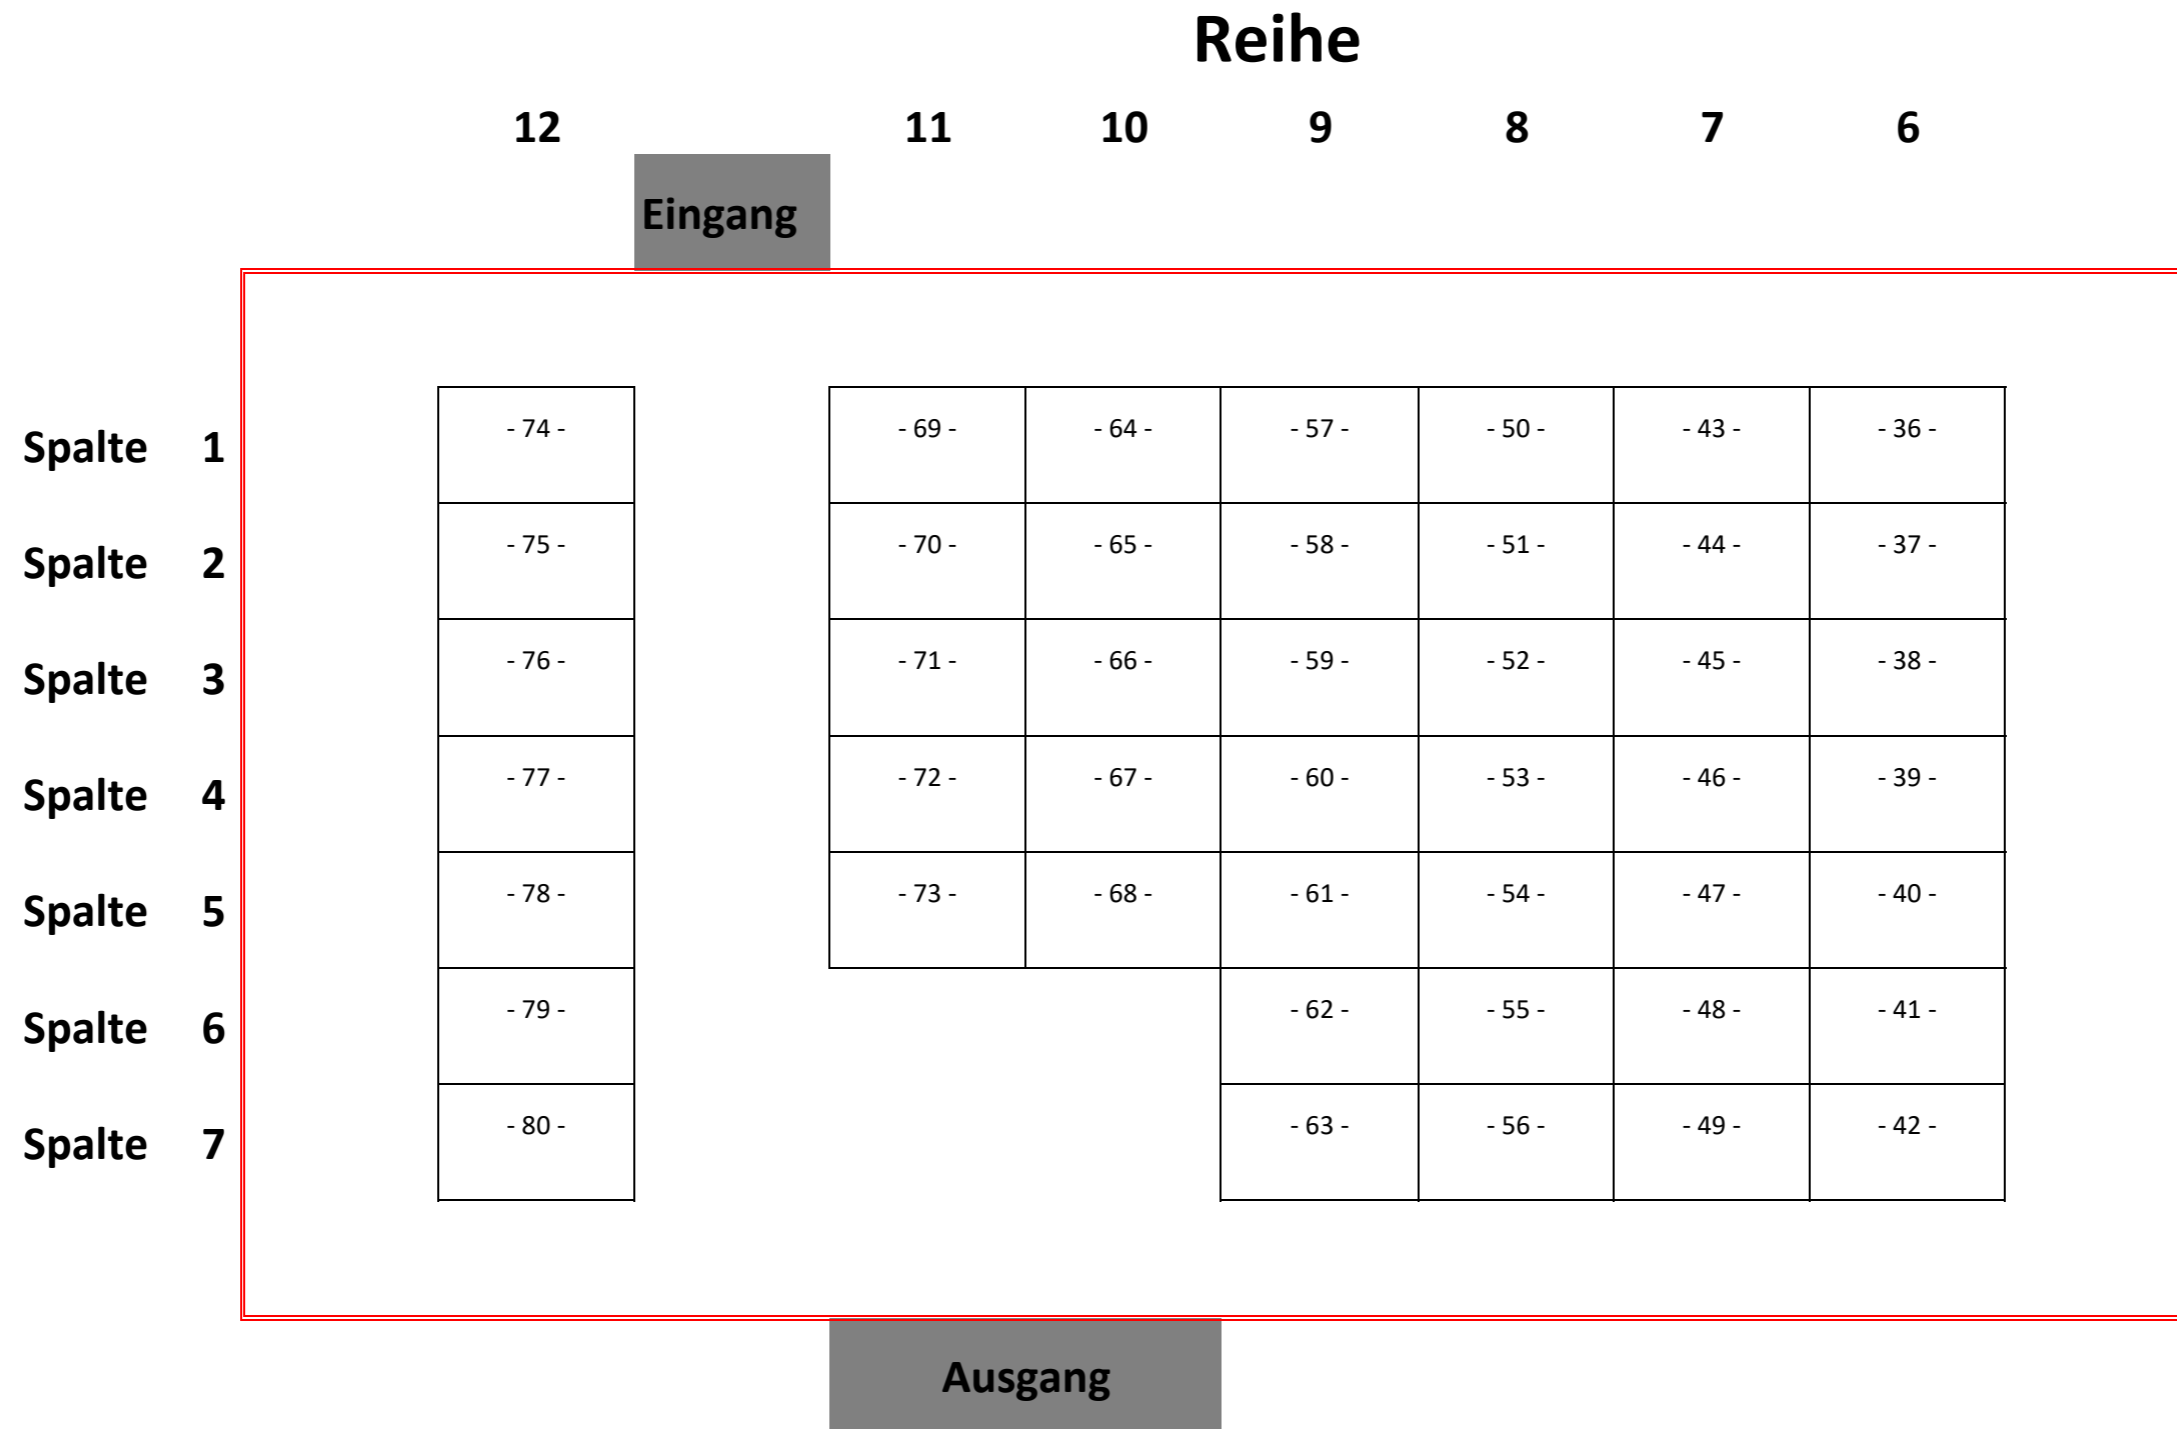 Reihe
12 11 10 9 8 7 6
Eingang
Spalte 1 - 74 - - 69 - - 64 - - 57 - - 50 - - 43 - - 36 -
Spalte 2 - 75 - - 70 - - 65 - - 58 - - 51 - - 44 - - 37 -
Spalte 3 - 76 - - 71 - - 66 - - 59 - - 52 - - 45 - - 38 -
Spalte 4 - 77 - - 72 - - 67 - - 60 - - 53 - - 46 - - 39 -
Spalte 5 - 78 - - 73 - - 68 - - 61 - - 54 - - 47 - - 40 -
Spalte 6 - 79 - - 62 - - 55 - - 48 - - 41 -
Spalte 7 - 80 - - 63 - - 56 - - 49 - - 42 -
Ausgang